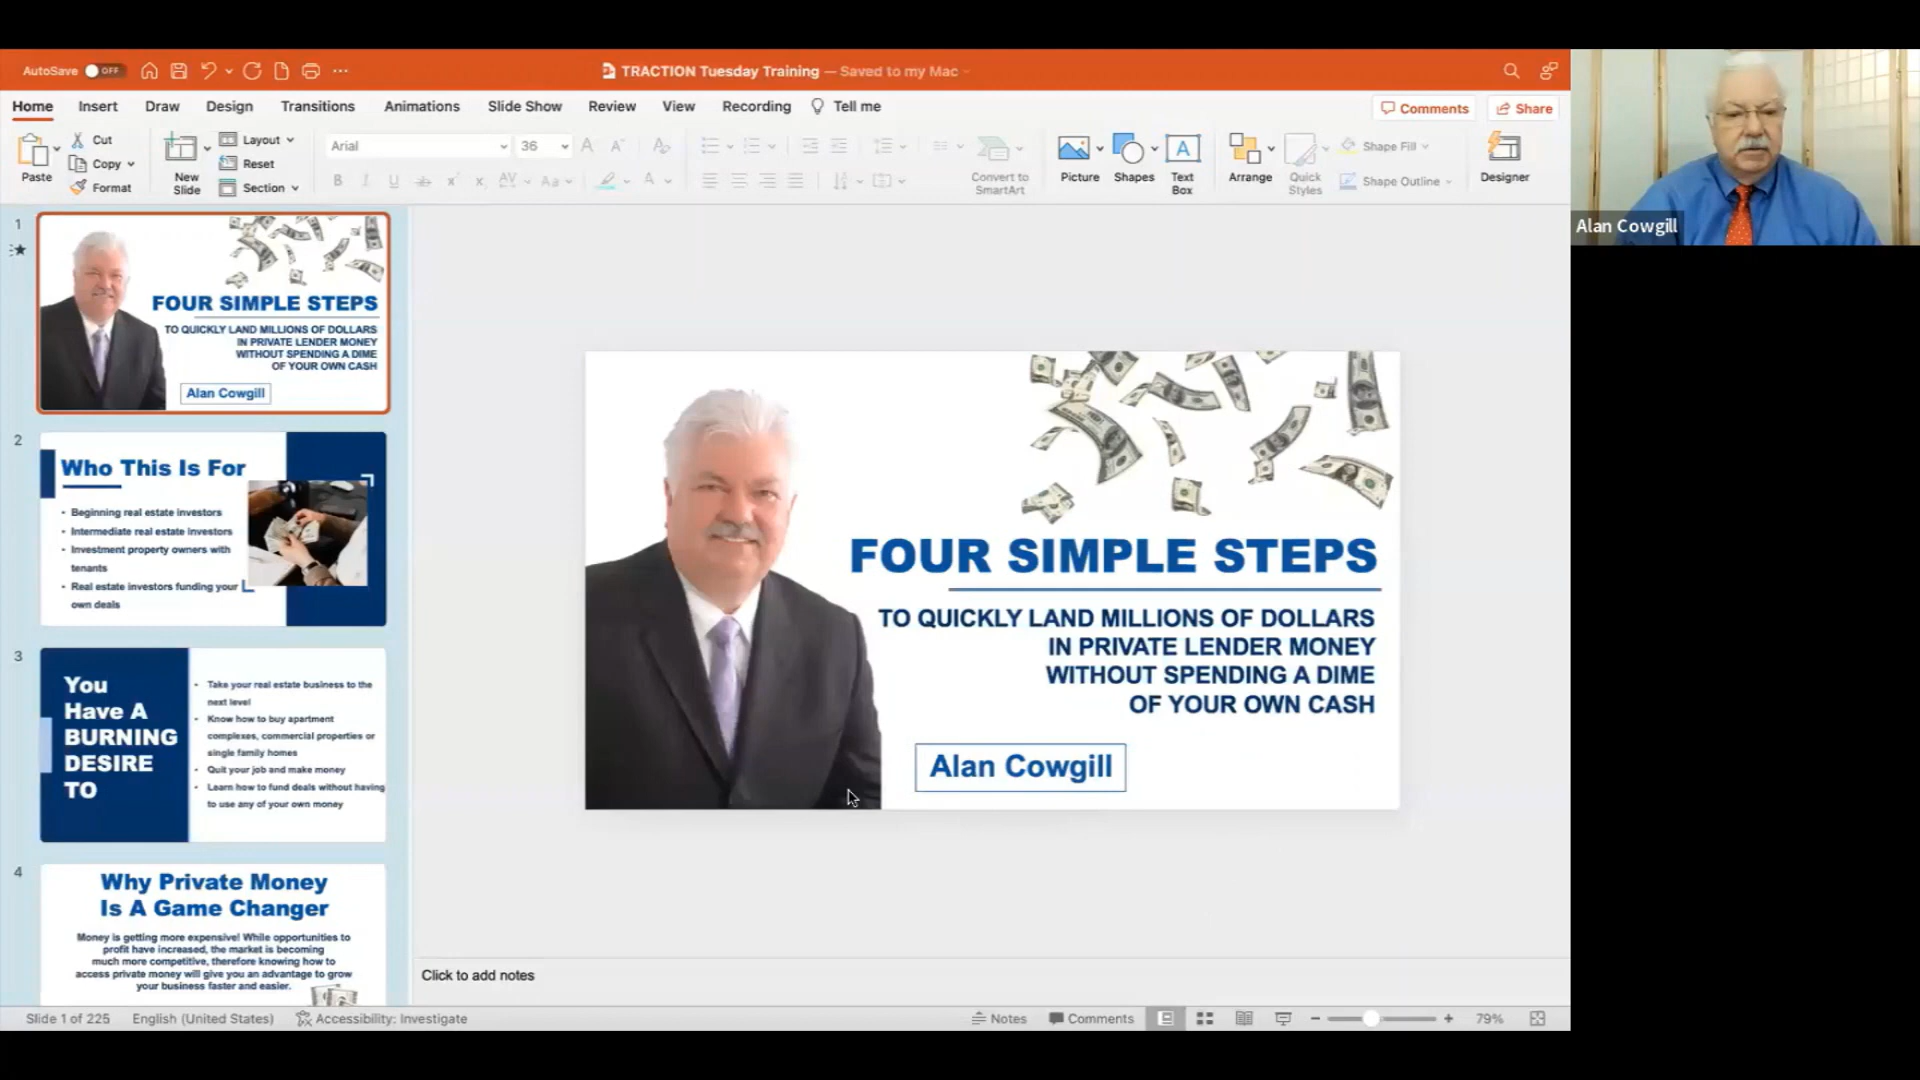 AutoSave OFF
TRACTION Tuesday Training — Saved to my Mac
Home Insert Draw Design Transitions Animations Slide Show Review View Recording Tell me
Comments Share
Paste
Cut
Copy
Format
New
Slide
Layout
Reset
Section
Arial 36
Convert to
SmartArt
Picture
Shapes
Text
Box
Arrange
Quick
Styles
Shape Fill
Shape Outline
Designer
Alan Cowgill
1
FOUR SIMPLE STEPS
TO QUICKLY LAND MILLIONS OF DOLLARS
IN PRIVATE LENDER MONEY
WITHOUT SPENDING A DIME
OF YOUR OWN CASH
Alan Cowgill
2
Who This Is For
• Beginning real estate investors
• Intermediate real estate investors
• Investment property owners with
tenants
• Real estate investors funding your
own deals
3
You
Have A
BURNING
DESIRE
TO
• Take your real estate business to the
next level
• Know how to buy apartment
complexes, commercial properties or
single family homes
• Quit your job and make money
• Learn how to fund deals without having
to use any of your own money
4
Why Private Money
Is A Game Changer
Money is getting more expensive! While opportunities to
profit have increased, the market is becoming
much more competitive, therefore knowing how to
access private money will give you an advantage to grow
your business faster and easier.
FOUR SIMPLE STEPS
TO QUICKLY LAND MILLIONS OF DOLLARS
IN PRIVATE LENDER MONEY
WITHOUT SPENDING A DIME
OF YOUR OWN CASH
Alan Cowgill
Click to add notes
Slide 1 of 225 English (United States) Accessibility: Investigate
Notes Comments 79%